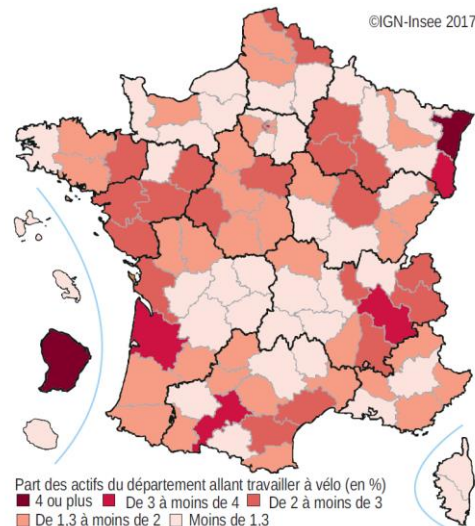 ©IGN-Insee 2017
Part des actifs du département allant travailler à vélo (en %)
4 ou plus De 3 à moins de 4 De 2 à moins de 3
De 1.3 à moins de 2 Moins de 1.3